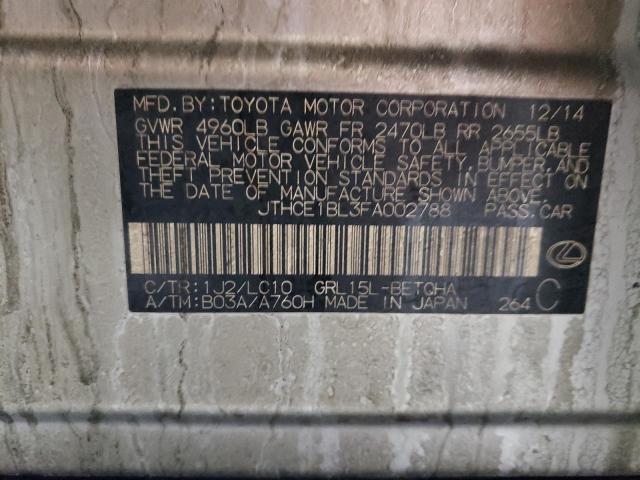 MFD. BY: TOYOTA MOTOR CORPORATION 12/14
GVWR 4960LB GAWR FR 2470LB RR 2655LB
THIS VEHICLE CONFORMS TO ALL APPLICABLE
FEDERAL MOTOR VEHICLE SAFETY, BUMPER, AND
THEFT PREVENTION STANDARDS IN EFFECT ON
THE DATE OF MANUFACTURE SHOWN ABOVE.
JTHCE1BL3FA002788 PASS. CAR
C/TR: 1J2/LC10 GRL15L-BETQHA
A/TM: B03A/A760H MADE IN JAPAN 264 C